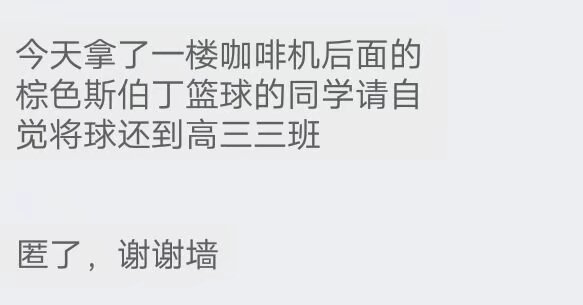 今天拿了一楼咖啡机后面的
棕色斯伯丁篮球的同学请自
觉将球还到高三三班
匿了，谢谢墙